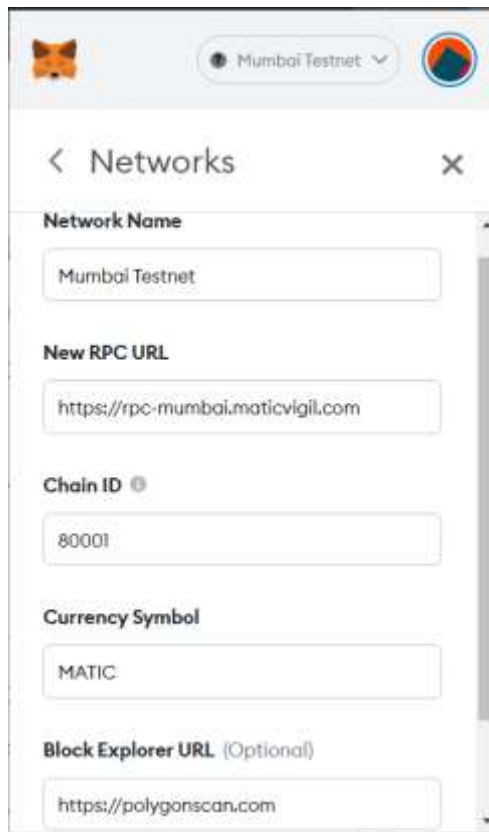 Mumbai Testnet
Networks
Network Name
Mumbai Testnet
New RPC URL
https://rpc-mumbai.maticvigil.com
Chain ID
80001
Currency Symbol
MATIC
Block Explorer URL (Optional)
https://polygonscan.com